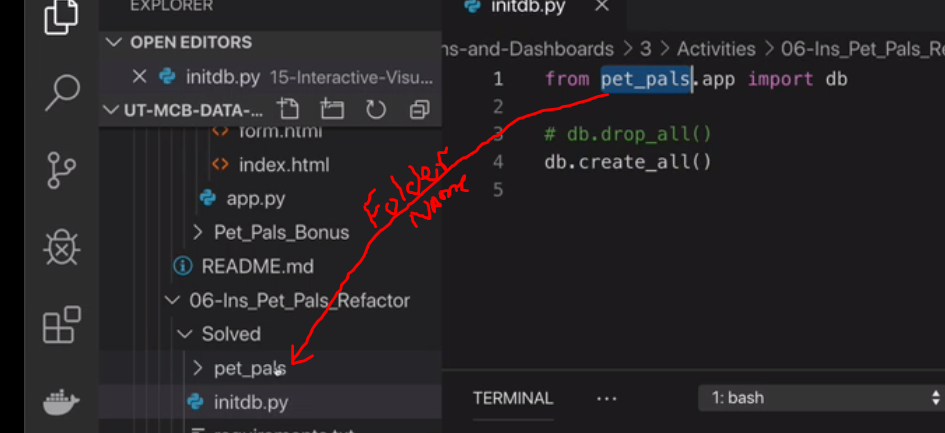 EXPLORER
OPEN EDITORS
initdb.py 15-Interactive-Visu...
UT-MCB-DATA-...
form.html
index.html
app.py
Pet_Pals_Bonus
README.md
06-Ins_Pet_Pals_Refactor
Solved
pet_pals
initdb.py
requirements.txt
initdb.py
ns-and-Dashboards > 3 > Activities > 06-Ins_Pet_Pals_Re
1 from pet_pals.app import db
2
3 # db.drop_all()
4 db.create_all()
5
Folder
Name
TERMINAL ... 1: bash